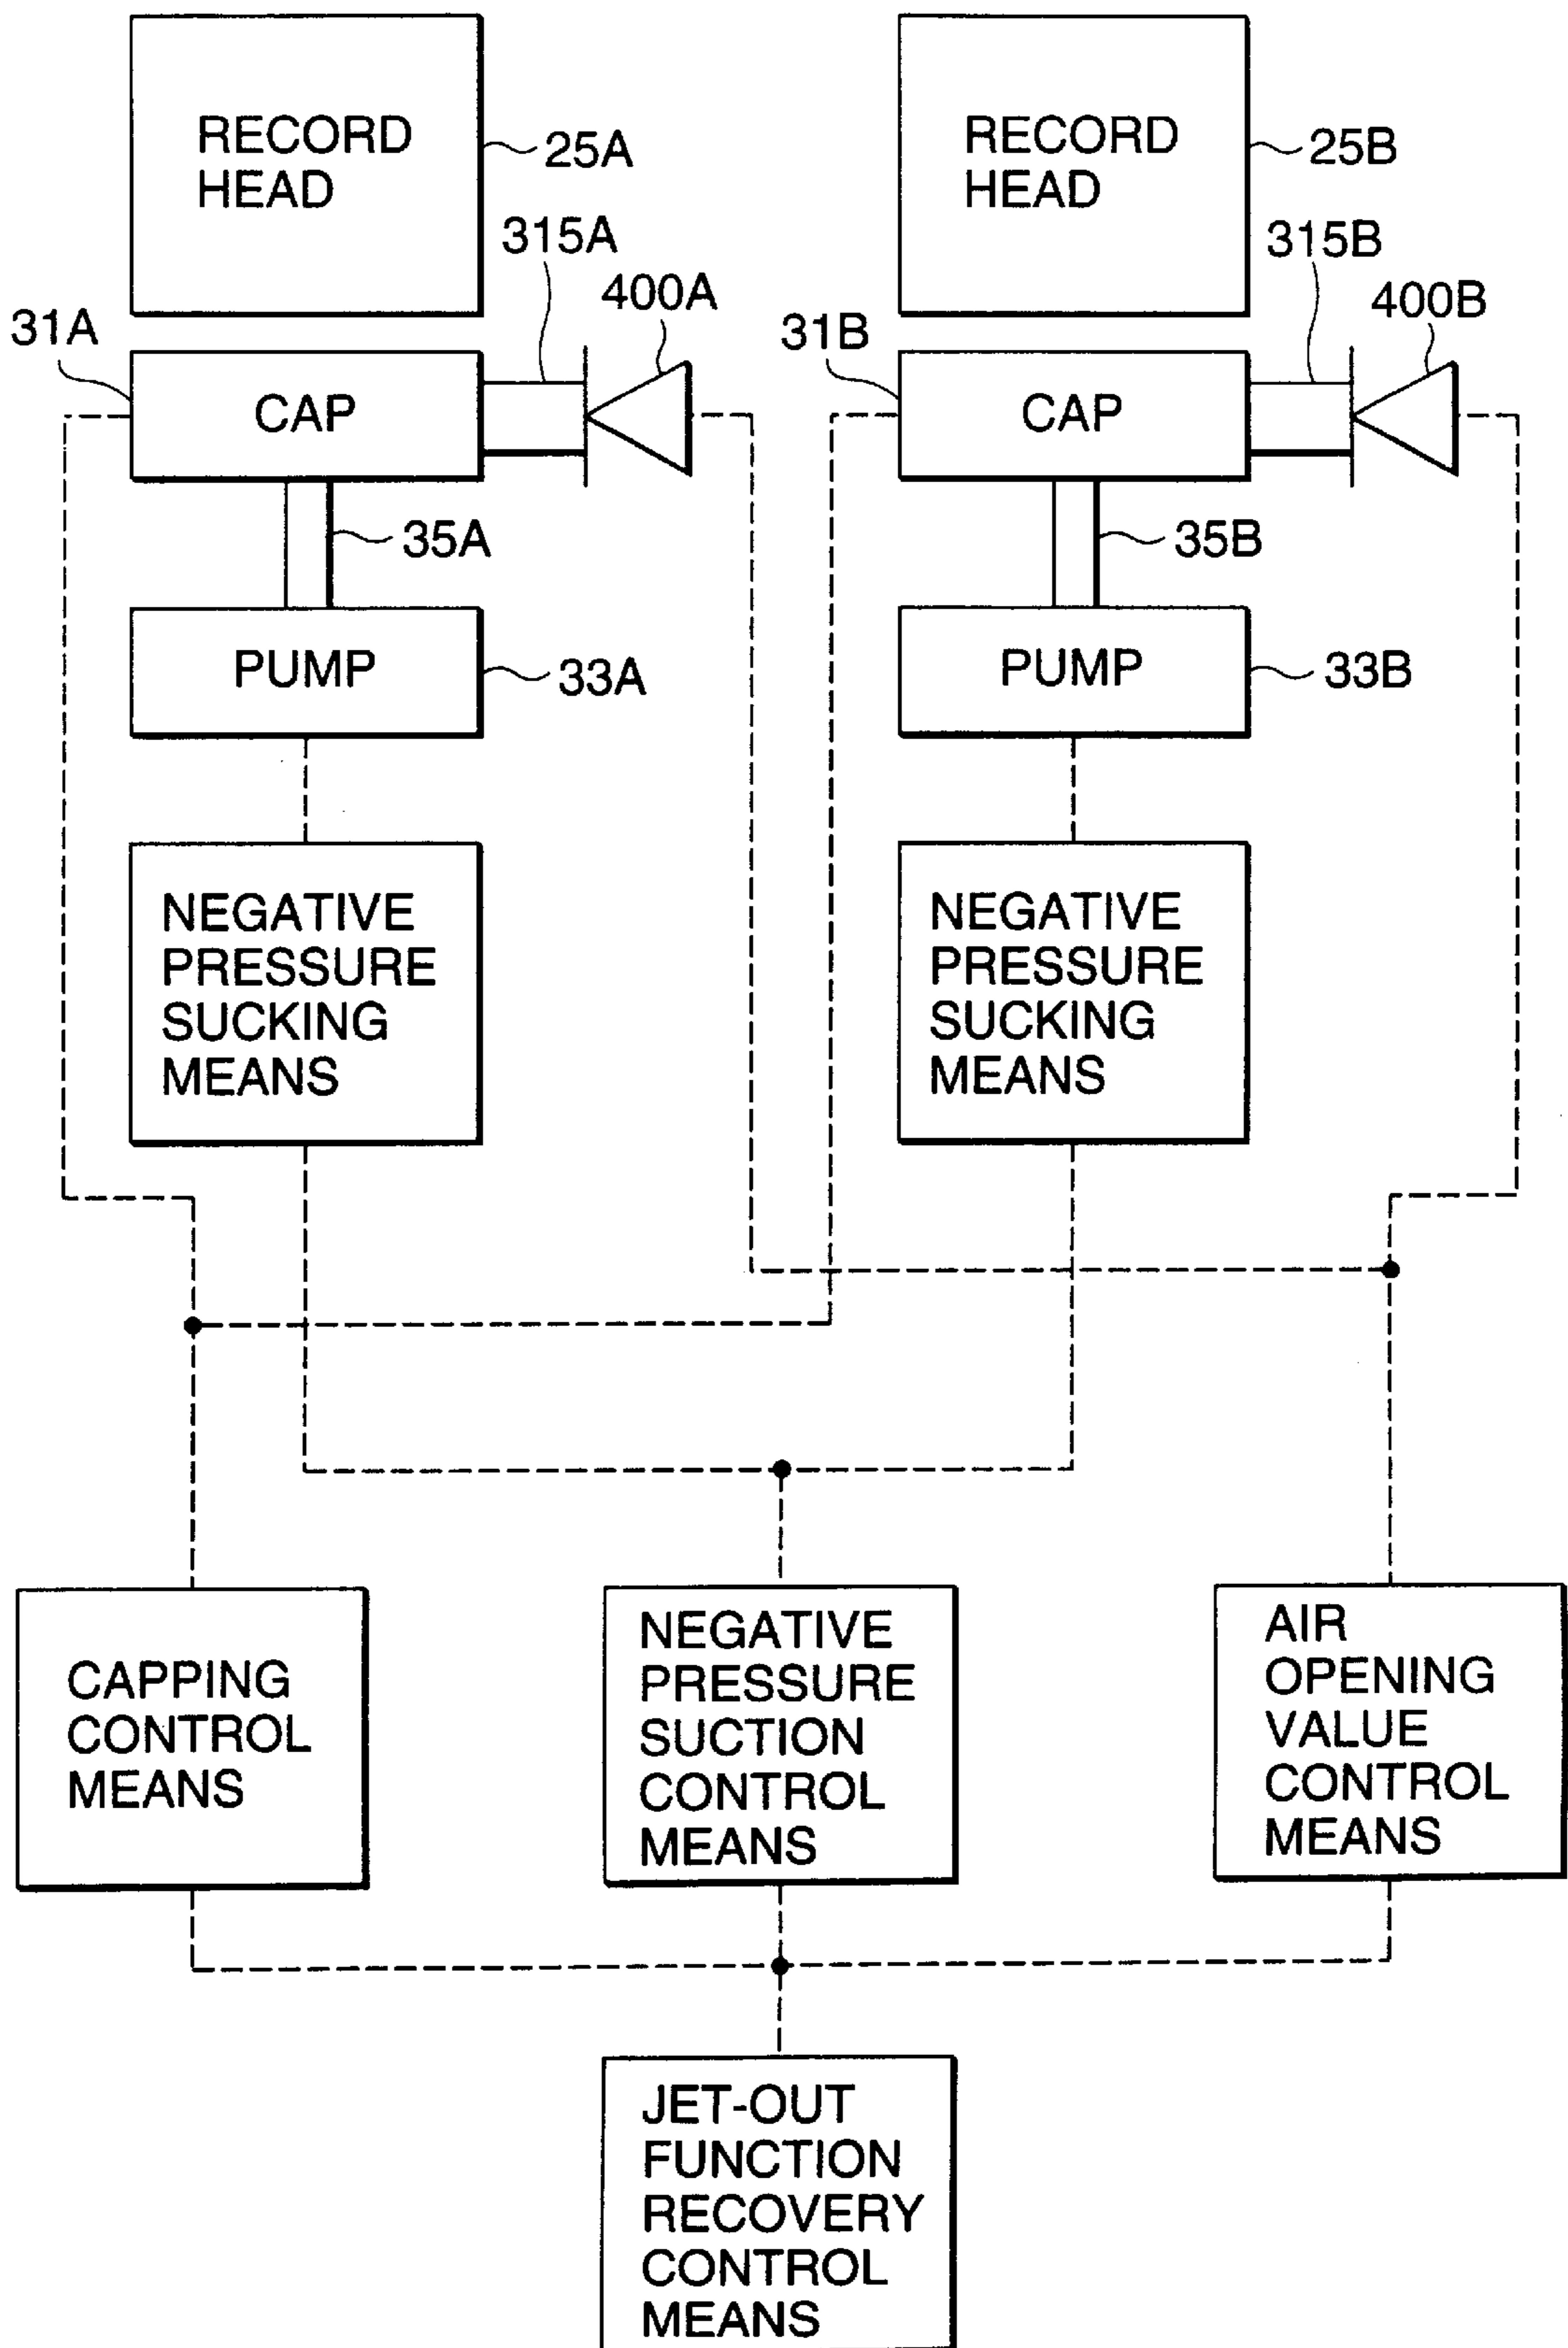 RECORD
HEAD
25A
RECORD
HEAD
25B
315A
315B
400A
400B
31A
31B
CAP
CAP
35A
35B
PUMP
33A
PUMP
33B
NEGATIVE
PRESSURE
SUCKING
MEANS
NEGATIVE
PRESSURE
SUCKING
MEANS
CAPPING
CONTROL
MEANS
NEGATIVE
PRESSURE
SUCTION
CONTROL
MEANS
AIR
OPENING
VALUE
CONTROL
MEANS
JET-OUT
FUNCTION
RECOVERY
CONTROL
MEANS